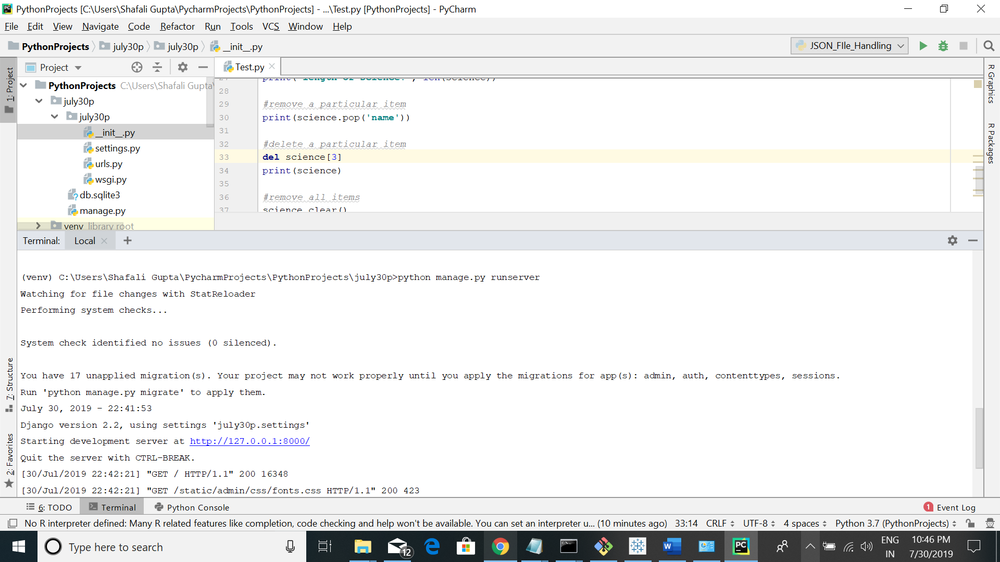 PythonProjects [C:\Users\Shafali Gupta\PycharmProjects\PythonProjects] - ...\Test.py [PythonProjects] - PyCharm
File Edit View Navigate Code Refactor Run Tools VCS Window Help
PythonProjects july30p july30p __init__.py JSON_FIle_Handling
Project Test.py
1: Project
PythonProjects C:\Users\Shafali Gupta\
july30p
july30p
__init__.py
settings.py
urls.py
wsgi.py
db.sqlite3
manage.py
venv library root
27 print("length of Science:", len(science))
28
29 #remove a particular item
30 print(science.pop('name'))
31
32 #delete a particular item
33 del science[3]
34 print(science)
35
36 #remove all items
37 science.clear()
R Graphics
R Packages
Terminal: Local
(venv) C:\Users\Shafali Gupta\PycharmProjects\PythonProjects\july30p>python manage.py runserver
Watching for file changes with StatReloader
Performing system checks...
System check identified no issues (0 silenced).
You have 17 unapplied migration(s). Your project may not work properly until you apply the migrations for app(s): admin, auth, contenttypes, sessions.
Run 'python manage.py migrate' to apply them.
July 30, 2019 - 22:41:53
Django version 2.2, using settings 'july30p.settings'
Starting development server at http://127.0.0.1:8000/
Quit the server with CTRL-BREAK.
[30/Jul/2019 22:42:21] "GET / HTTP/1.1" 200 16348
[30/Jul/2019 22:42:21] "GET /static/admin/css/fonts.css HTTP/1.1" 200 423
7: Structure
2: Favorites
6: TODO Terminal Python Console 1 Event Log
No R interpreter defined: Many R related features like completion, code checking and help won't be available. You can set an interpreter u... (10 minutes ago) 33:14 CRLF UTF-8 4 spaces Python 3.7 (PythonProjects)
Type here to search 12 PC ENG 10:46 PM
IN 7/30/2019